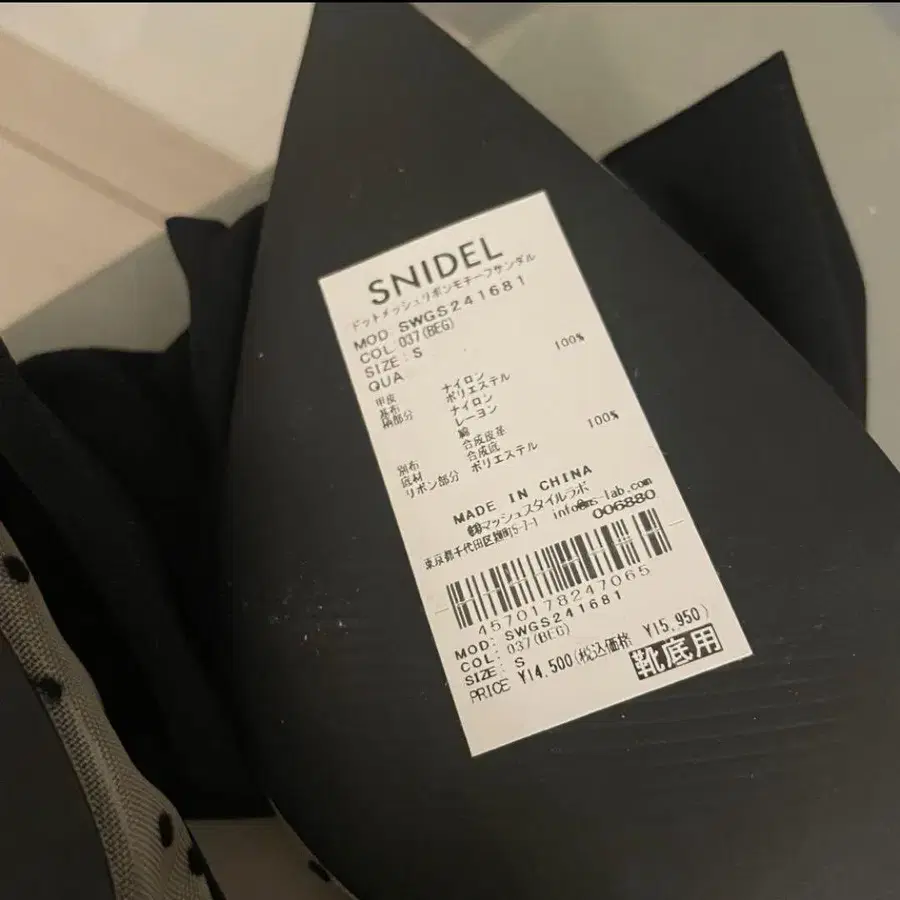 SNIDEL
ドットメッシュリボンモチーフサンダル
MOD: SWGS241681
COL: 037(BEG)
SIZE: S
QUA
甲皮 ナイロン 100%
基布 ポリエステル
柄部分 ナイロン
レーヨン
綿
別布 合成皮革
底材 合成底
リボン部分 ポリエステル 100%
MADE IN CHINA
㈱マッシュスタイルラボ
東京都千代田区麹町5-7-1 info@ms-lab.com
006880
4570178247065
MOD: SWGS241681
COL: 037(BEG)
SIZE: S
PRICE ¥14,500(税込価格 ¥15,950)
靴底用